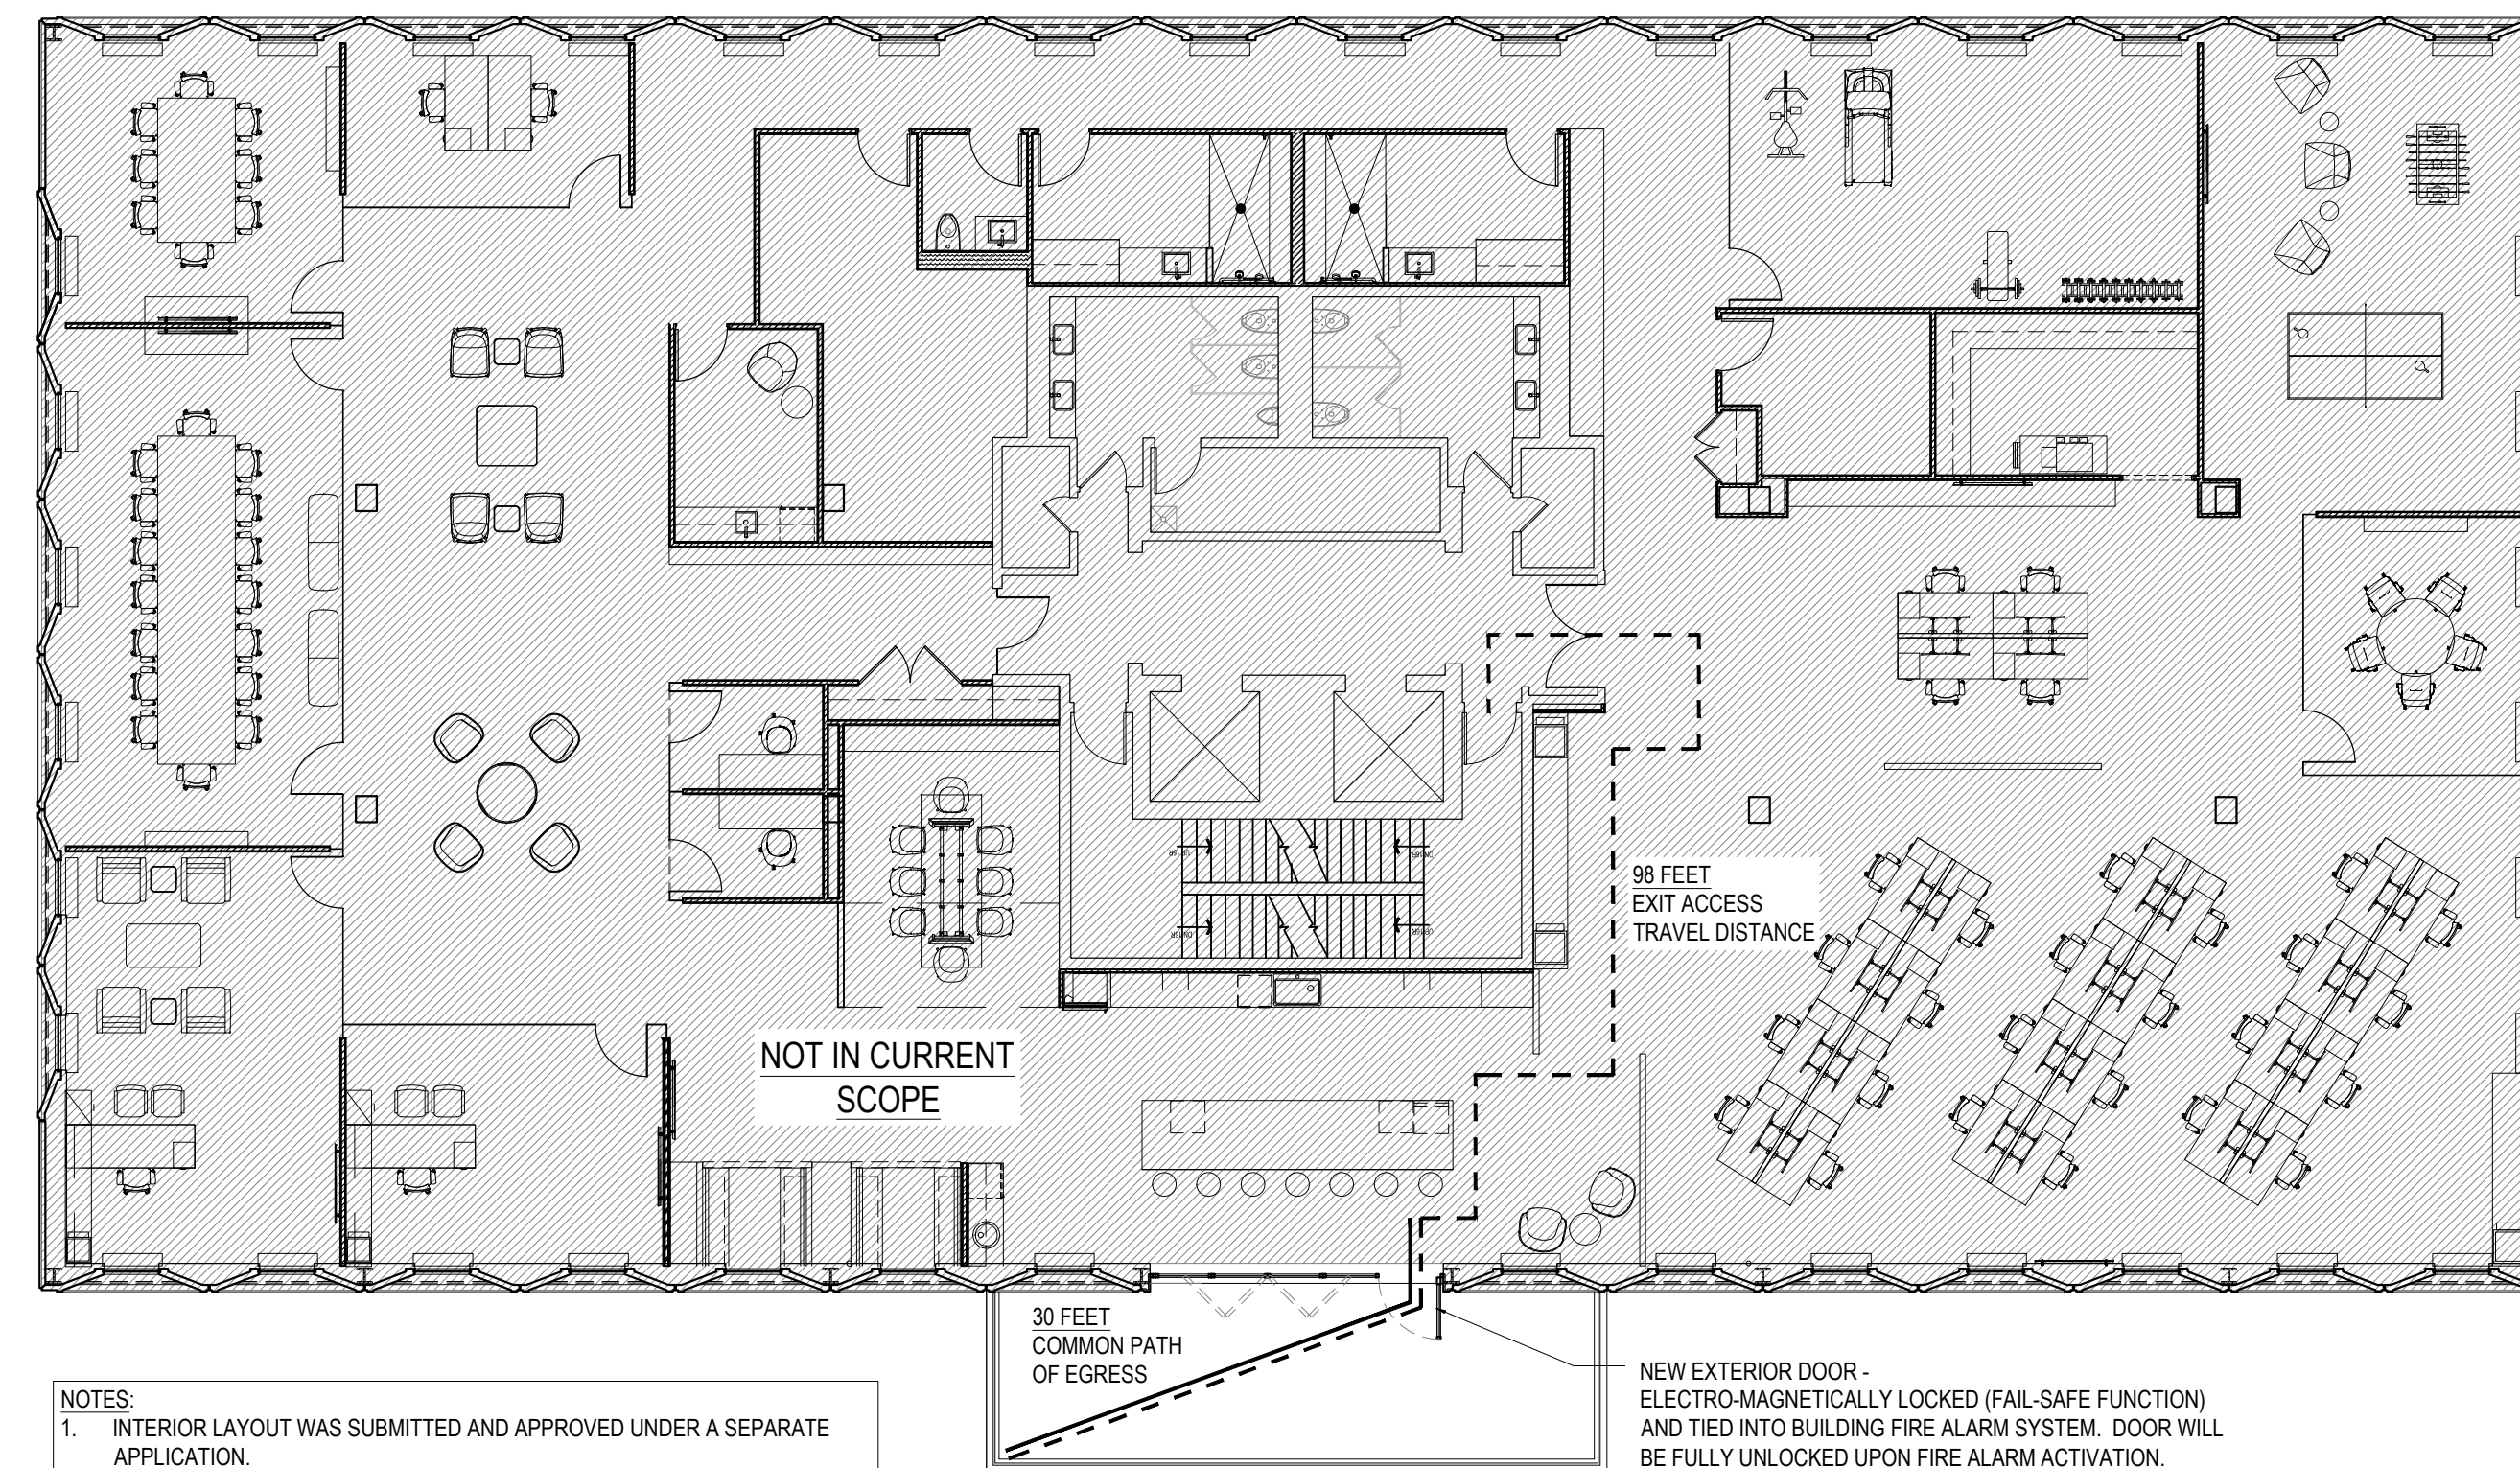 98 FEET
EXIT ACCESS
TRAVEL DISTANCE
NOT IN CURRENT
SCOPE
30 FEET
COMMON PATH
OF EGRESS
NEW EXTERIOR DOOR -
ELECTRO-MAGNETICALLY LOCKED (FAIL-SAFE FUNCTION)
AND TIED INTO BUILDING FIRE ALARM SYSTEM. DOOR WILL
BE FULLY UNLOCKED UPON FIRE ALARM ACTIVATION.
NOTES:
1. INTERIOR LAYOUT WAS SUBMITTED AND APPROVED UNDER A SEPARATE
APPLICATION.